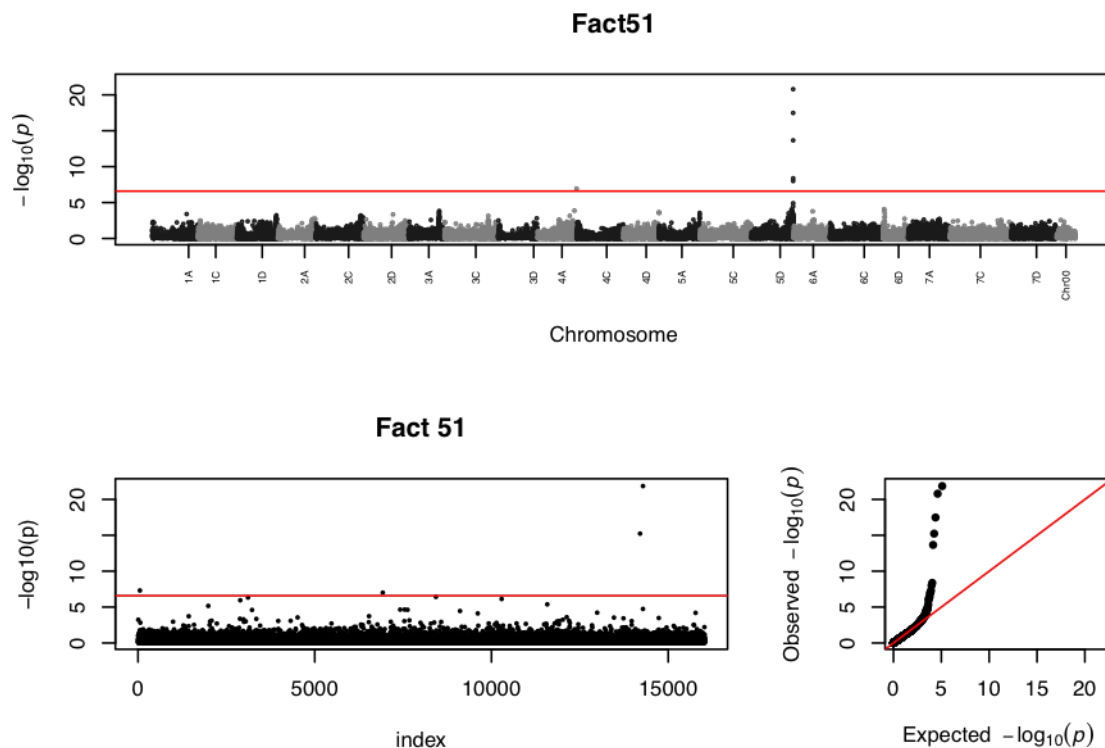 Fact51
−log₁₀(p)
20
10
5
0
1A 1C 1D 2A 2C 2D 3A 3C 3D 4A 4C 4D 5A 5C 5D 6A 6C 6D 7A 7C 7D Chr00
Chromosome
Fact 51
−log10(p)
20
10
5
0
0 5000 10000 15000
index
Observed −log₁₀(p)
20
10
5
0
0 5 10 15 20
Expected −log₁₀(p)